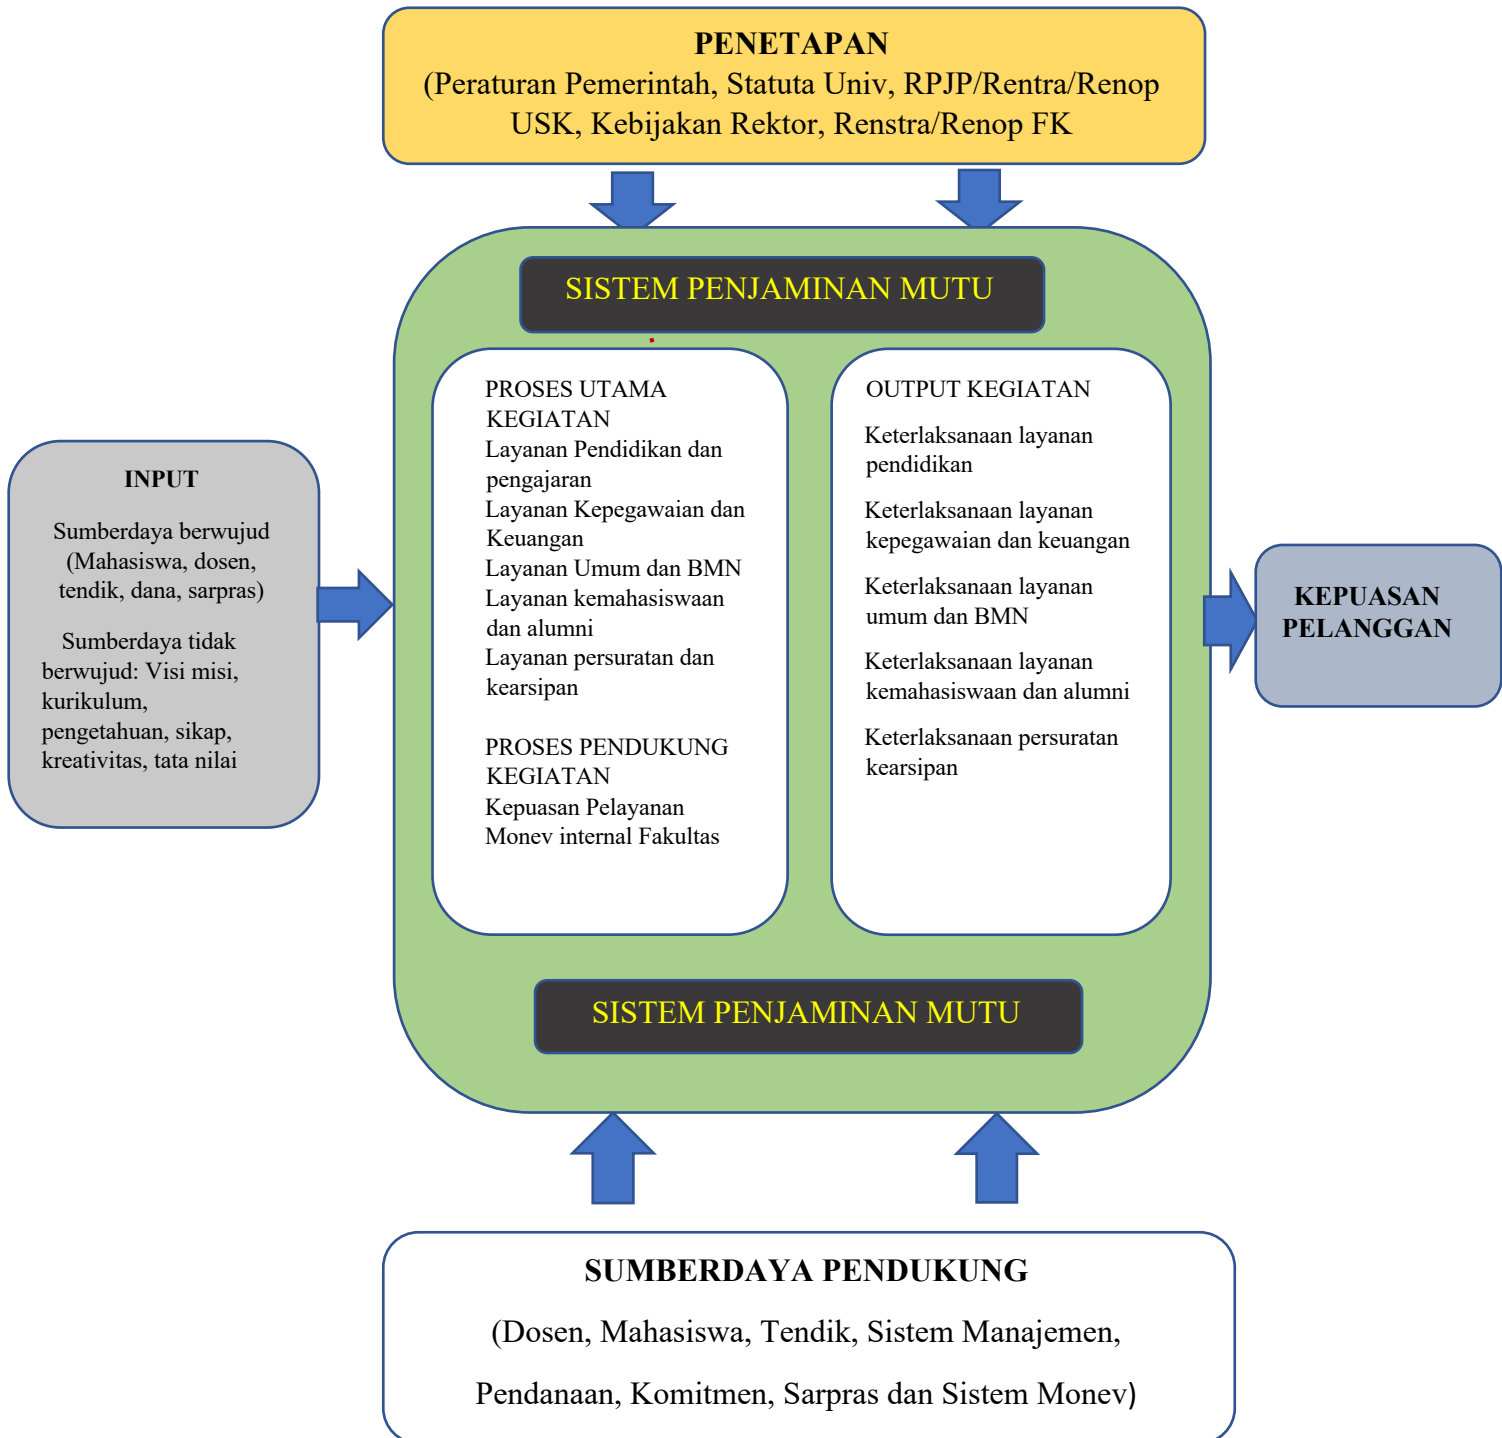 PENETAPAN
(Peraturan Pemerintah, Statuta Univ, RPJP/Rentra/Renop
USK, Kebijakan Rektor, Renstra/Renop FK
SISTEM PENJAMINAN MUTU
INPUT
Sumberdaya berwujud
(Mahasiswa, dosen,
tendik, dana, sarpras)
Sumberdaya tidak
berwujud: Visi misi,
kurikulum,
pengetahuan, sikap,
kreativitas, tata nilai
PROSES UTAMA
KEGIATAN
Layanan Pendidikan dan
pengajaran
Layanan Kepegawaian dan
Keuangan
Layanan Umum dan BMN
Layanan kemahasiswaan
dan alumni
Layanan persuratan dan
kearsipan
PROSES PENDUKUNG
KEGIATAN
Kepuasan Pelayanan
Monev internal Fakultas
OUTPUT KEGIATAN
Keterlaksanaan layanan
pendidikan
Keterlaksanaan layanan
kepegawaian dan keuangan
Keterlaksanaan layanan
umum dan BMN
Keterlaksanaan layanan
kemahasiswaan dan alumni
Keterlaksanaan persuratan
kearsipan
KEPUASAN
PELANGGAN
SISTEM PENJAMINAN MUTU
SUMBERDAYA PENDUKUNG
(Dosen, Mahasiswa, Tendik, Sistem Manajemen,
Pendanaan, Komitmen, Sarpras dan Sistem Monev)